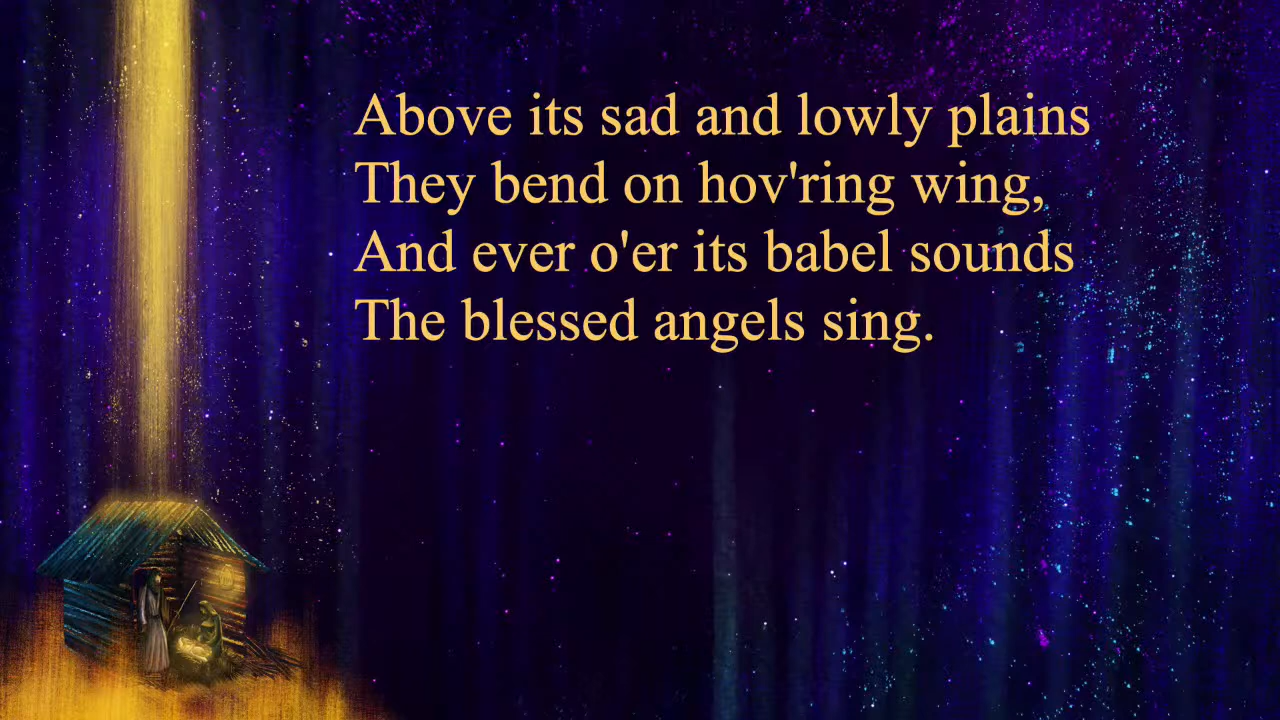 Above its sad and lowly plains
They bend on hov'ring wing,
And ever o'er its babel sounds
The blessed angels sing.